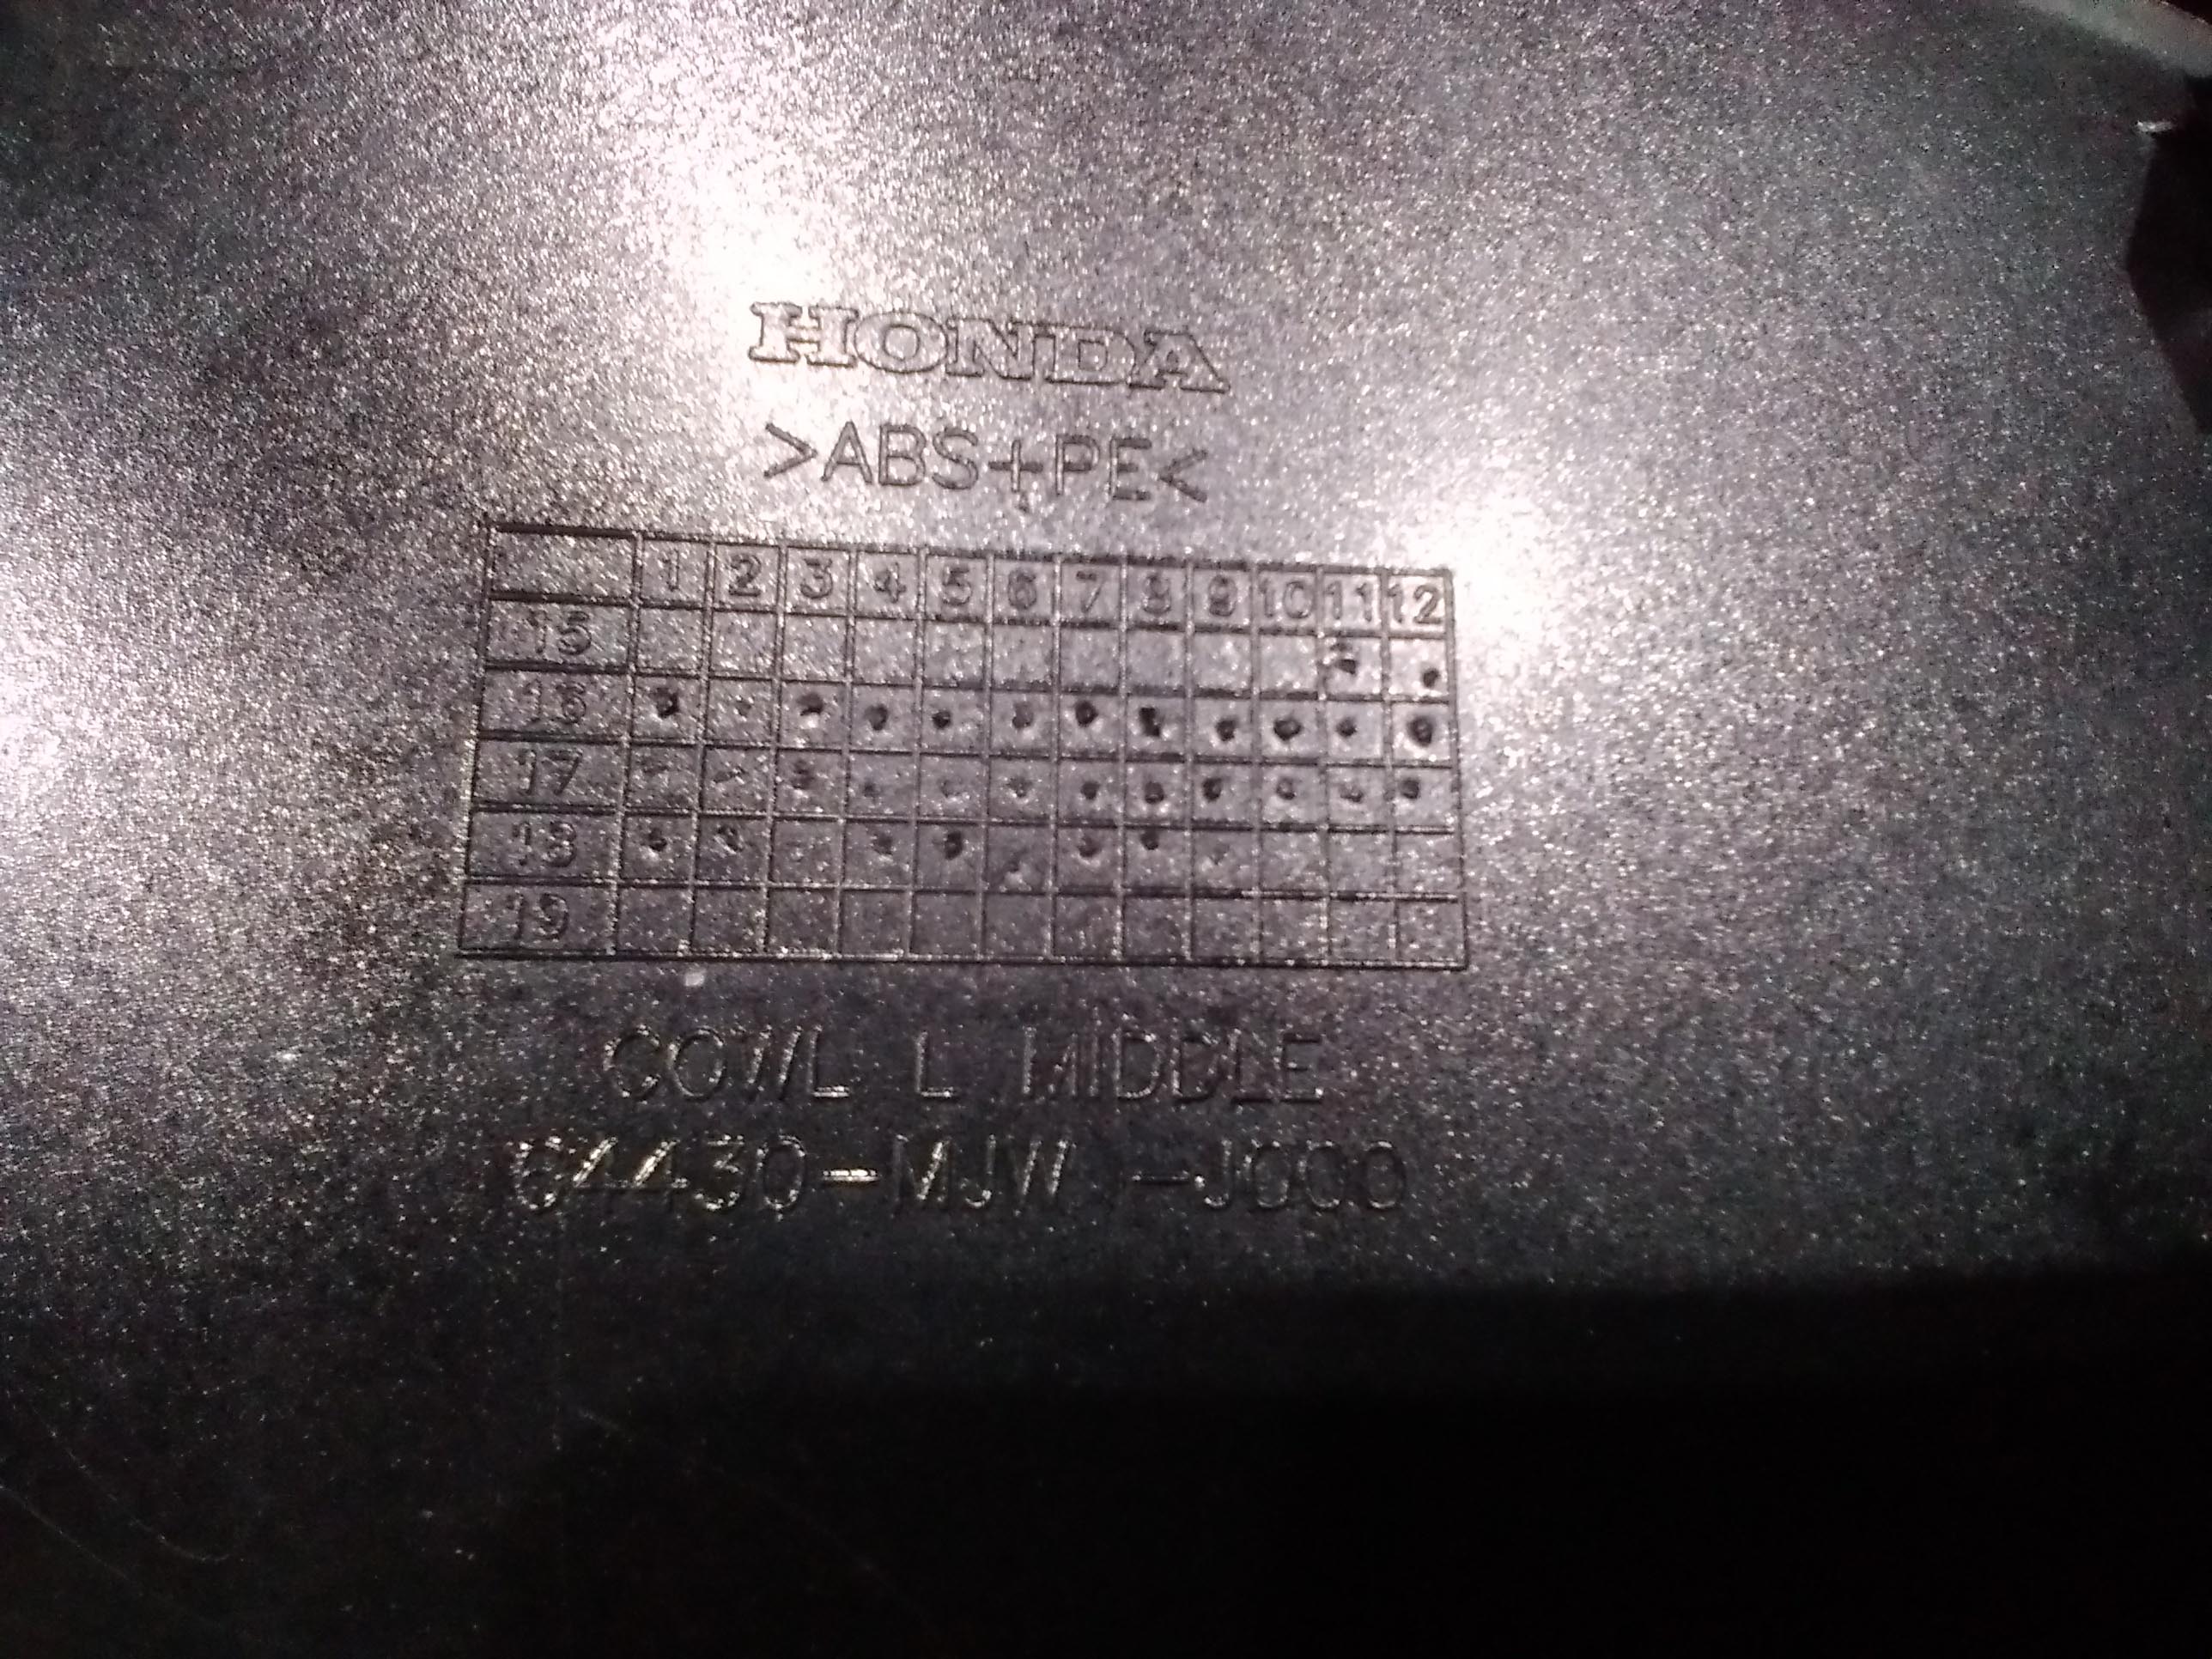 HONDA
>ABS+PE<
1 2 3 4 5 6 7 8 9 10 11 12
15
16
17
18
19
COWL L MIDDLE
64430-MJW -J000